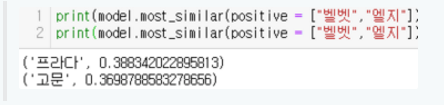 1 print(model.most_similar(positive = ["벨벳","엘지"])
2 print(model.most_similar(positive = ["벨벳","엘지"])
('프라다', 0.388342022895813)
('고문', 0.3698788583278656)